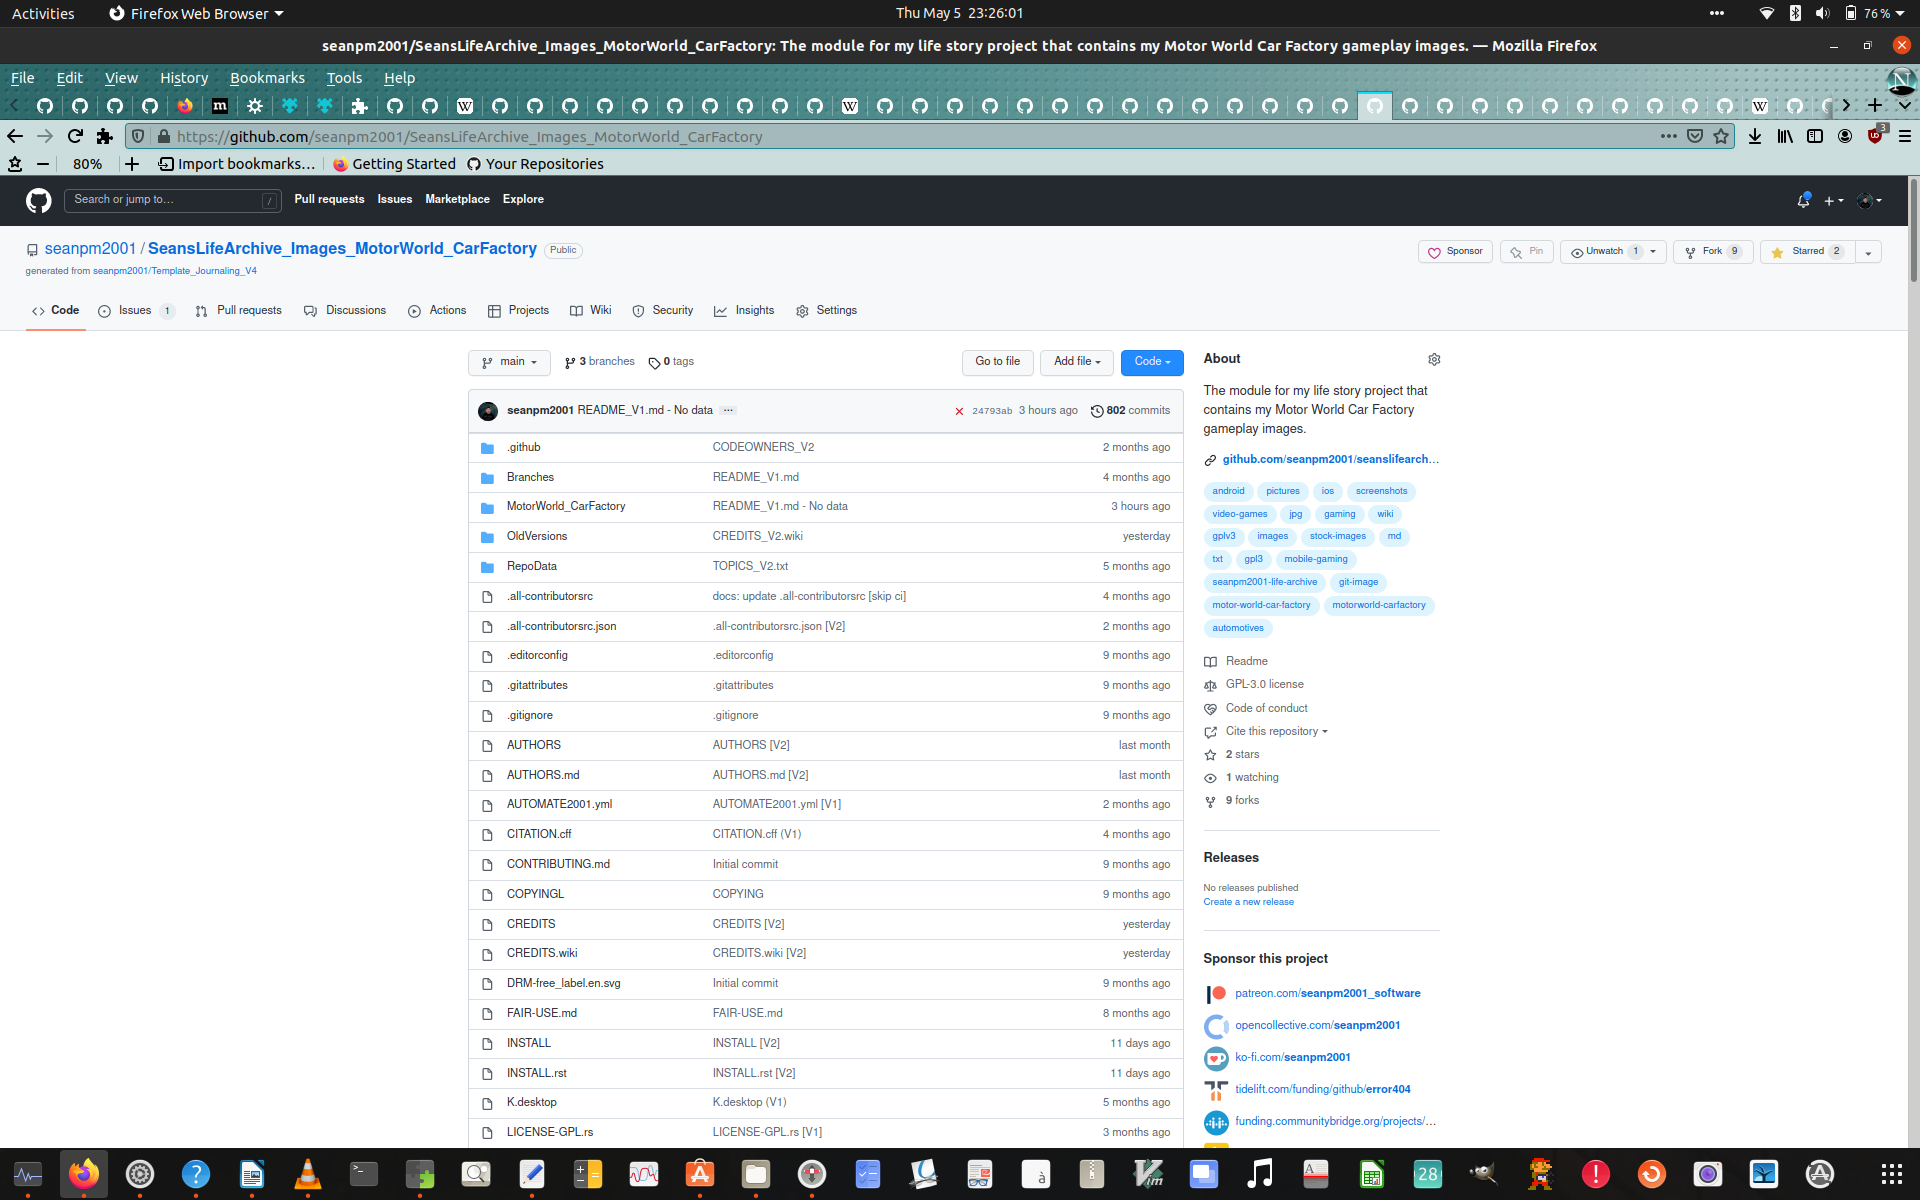 Activities Firefox Web Browser Thu May 5 23:26:01 76%
seanpm2001/SeansLifeArchive_Images_MotorWorld_CarFactory: The module for my life story project that contains my Motor World Car Factory gameplay images. — Mozilla Firefox
File Edit View History Bookmarks Tools Help
https://github.com/seanpm2001/SeansLifeArchive_Images_MotorWorld_CarFactory 3
80% Import bookmarks… Getting Started Your Repositories
Search or jump to… / Pull requests Issues Marketplace Explore
seanpm2001 / SeansLifeArchive_Images_MotorWorld_CarFactory Public Sponsor Pin Unwatch 1 Fork 9 Starred 2
generated from seanpm2001/Template_Journaling_V4
Code Issues 1 Pull requests Discussions Actions Projects Wiki Security Insights Settings
main 3 branches 0 tags Go to file Add file Code
seanpm2001 README_V1.md - No data ... 24793ab 3 hours ago 802 commits
.github CODEOWNERS_V2 2 months ago
Branches README_V1.md 4 months ago
MotorWorld_CarFactory README_V1.md - No data 3 hours ago
OldVersions CREDITS_V2.wiki yesterday
RepoData TOPICS_V2.txt 5 months ago
.all-contributorsrc docs: update .all-contributorsrc [skip ci] 4 months ago
.all-contributorsrc.json .all-contributorsrc.json [V2] 2 months ago
.editorconfig .editorconfig 9 months ago
.gitattributes .gitattributes 9 months ago
.gitignore .gitignore 9 months ago
AUTHORS AUTHORS [V2] last month
AUTHORS.md AUTHORS.md [V2] last month
AUTOMATE2001.yml AUTOMATE2001.yml [V1] 2 months ago
CITATION.cff CITATION.cff (V1) 4 months ago
CONTRIBUTING.md Initial commit 9 months ago
COPYINGL COPYING 9 months ago
CREDITS CREDITS [V2] yesterday
CREDITS.wiki CREDITS.wiki [V2] yesterday
DRM-free_label.en.svg Initial commit 9 months ago
FAIR-USE.md FAIR-USE.md 8 months ago
INSTALL INSTALL [V2] 11 days ago
INSTALL.rst INSTALL.rst [V2] 11 days ago
K.desktop K.desktop (V1) 5 months ago
LICENSE-GPL.rs LICENSE-GPL.rs [V1] 3 months ago
About
The module for my life story project that
contains my Motor World Car Factory
gameplay images.
github.com/seanpm2001/seanslifearch…
android pictures ios screenshots
video-games jpg gaming wiki
gplv3 images stock-images md
txt gpl3 mobile-gaming
seanpm2001-life-archive git-image
motor-world-car-factory motorworld-carfactory
automotives
Readme
GPL-3.0 license
Code of conduct
Cite this repository
2 stars
1 watching
9 forks
Releases
No releases published
Create a new release
Sponsor this project
patreon.com/seanpm2001_software
opencollective.com/seanpm2001
ko-fi.com/seanpm2001
tidelift.com/funding/github/error404
funding.communitybridge.org/projects/…
28